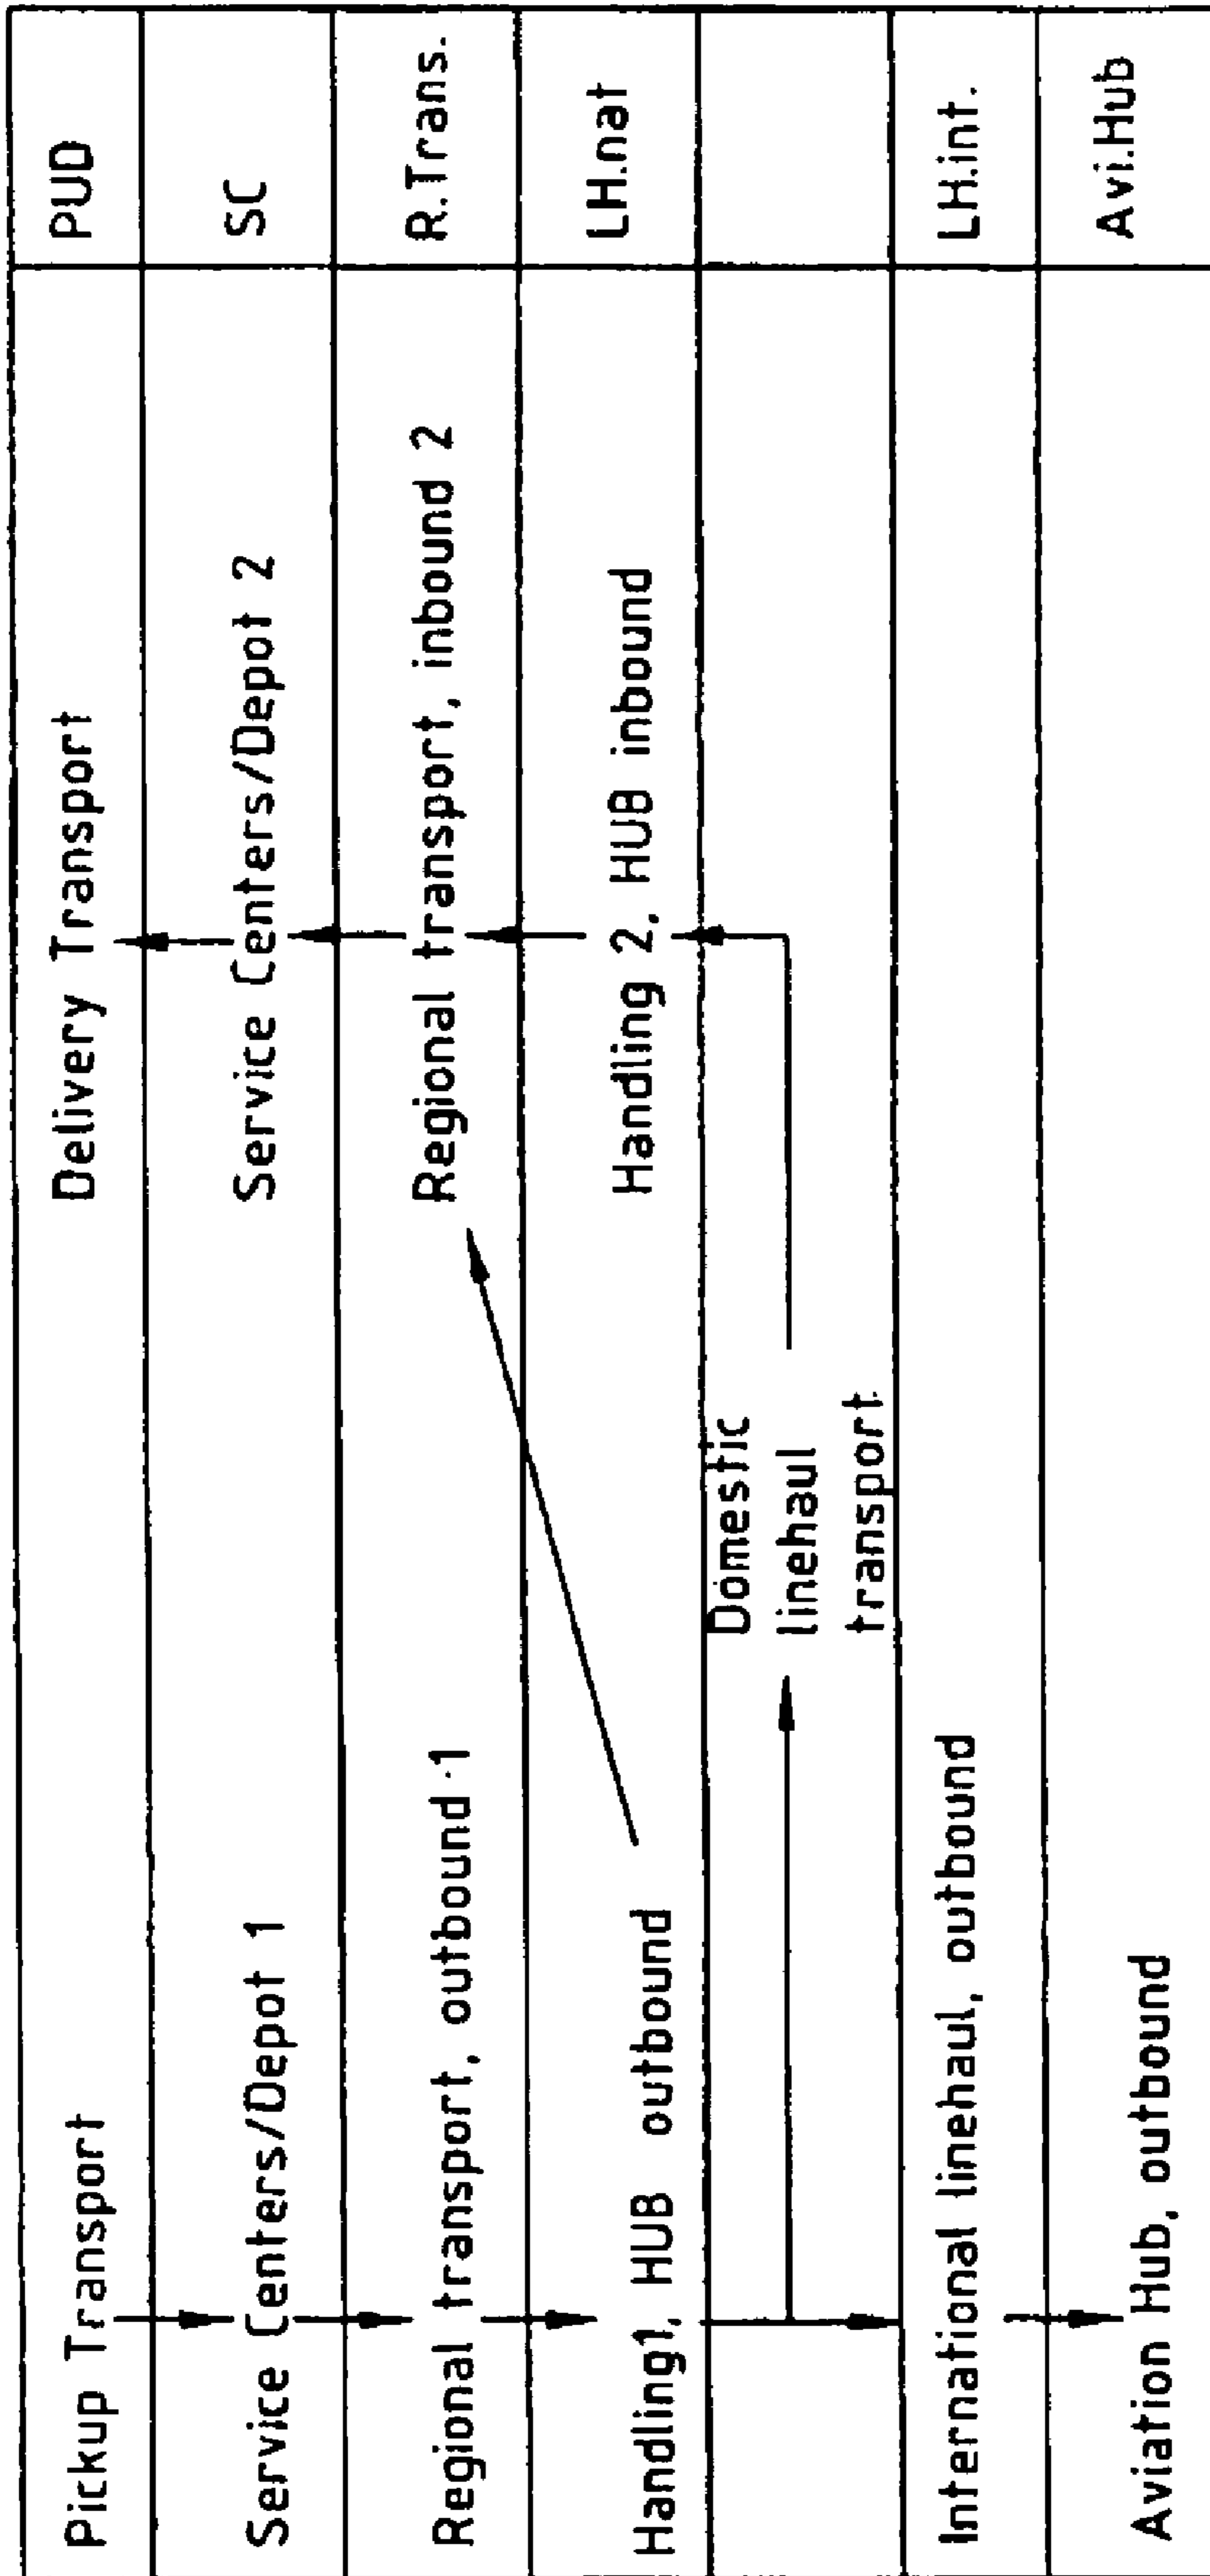 Pickup Transport
Delivery Transport
PUD
Service Centers/Depot 1
Service Centers/Depot 2
SC
Regional transport, outbound 1
Regional transport, inbound 2
R.Trans.
Handling1, HUB outbound
Handling 2, HUB inbound
LH.nat
Domestic
linehaul
transport
International linehaul, outbound
LH.int.
Aviation Hub, outbound
Avi.Hub